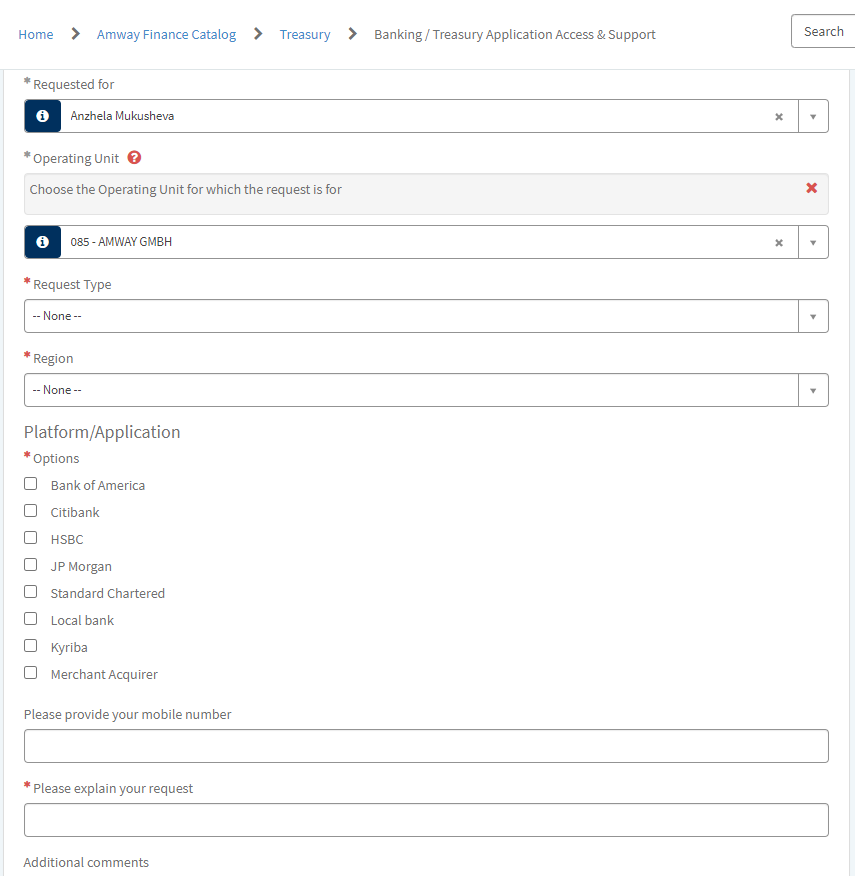 Home Amway Finance Catalog Treasury Banking / Treasury Application Access & Support Search
* Requested for
Anzhela Mukusheva
* Operating Unit
Choose the Operating Unit for which the request is for
085 - AMWAY GMBH
* Request Type
-- None --
* Region
-- None --
Platform/Application
* Options
Bank of America
Citibank
HSBC
JP Morgan
Standard Chartered
Local bank
Kyriba
Merchant Acquirer
Please provide your mobile number
* Please explain your request
Additional comments